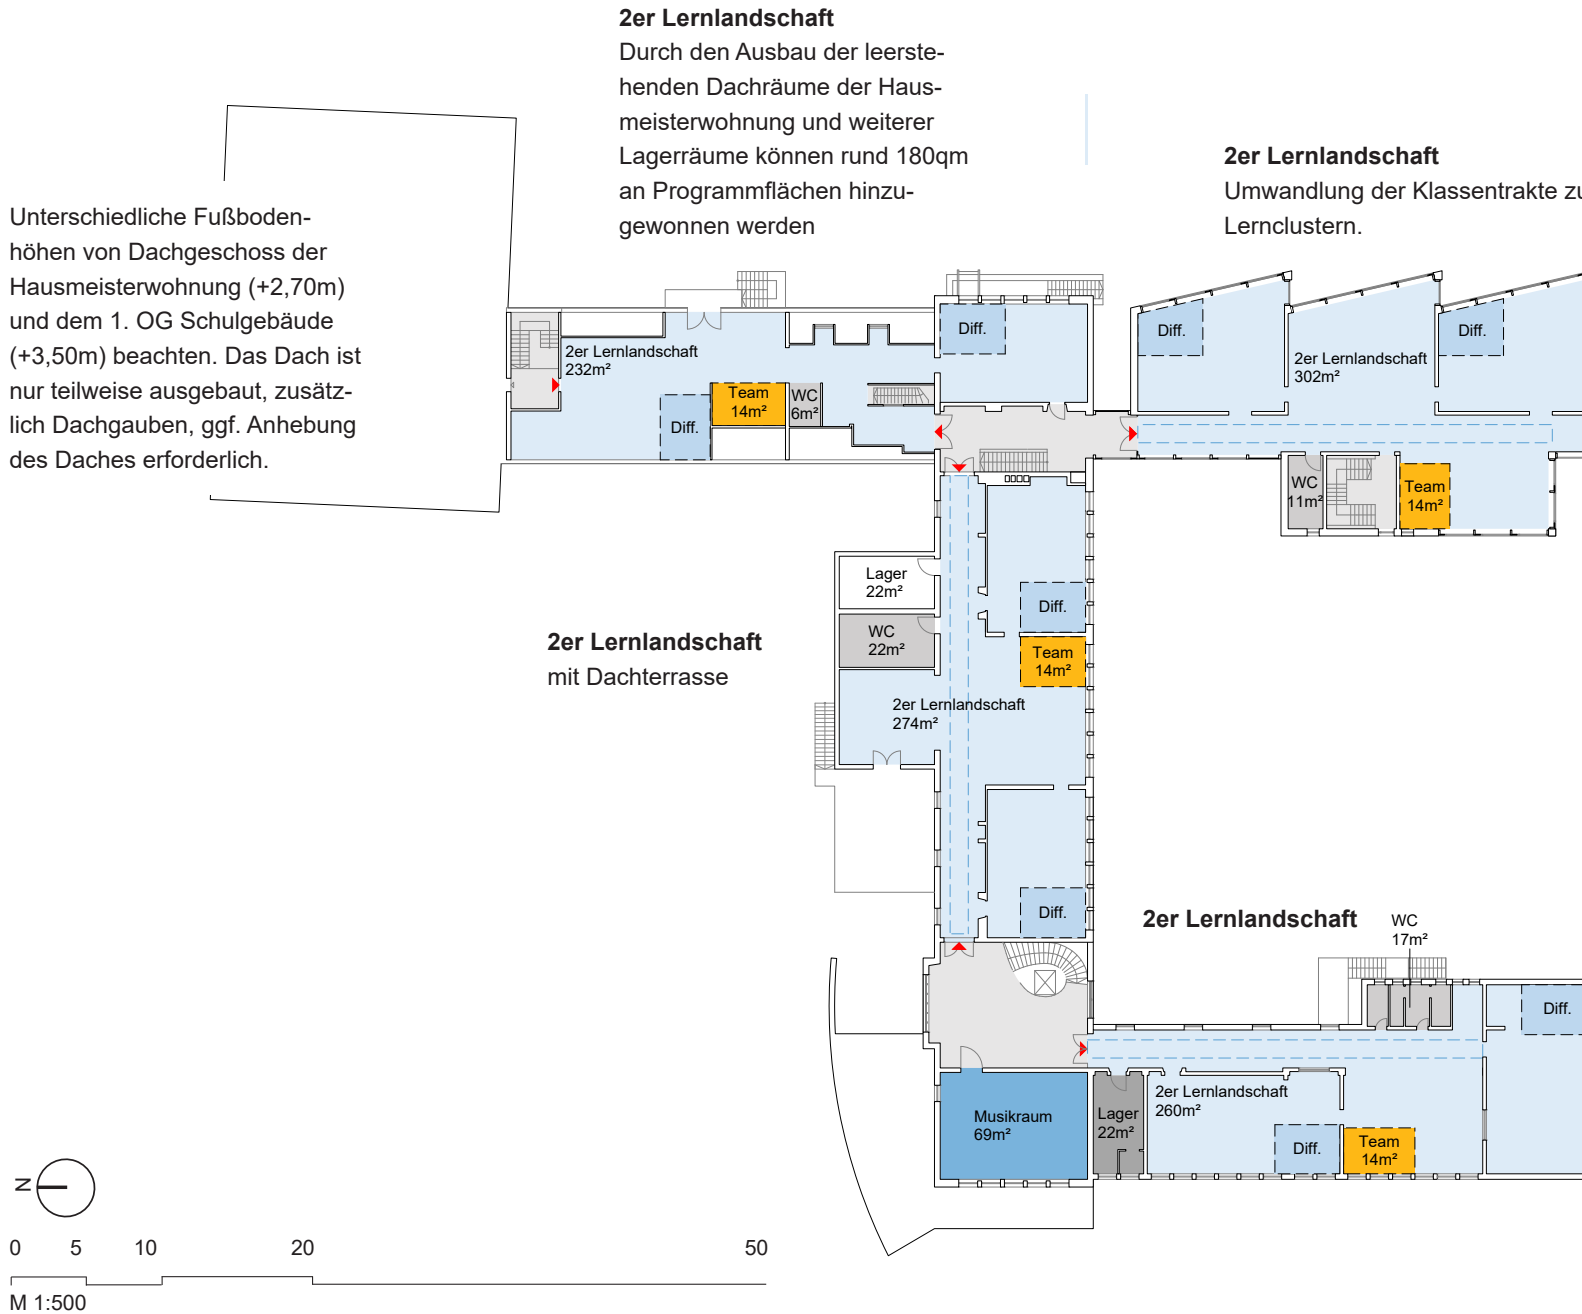 2er Lernlandschaft
Durch den Ausbau der leerste-
henden Dachräume der Haus-
meisterwohnung und weiterer
Lagerräume können rund 180qm
an Programmflächen hinzu-
gewonnen werden
2er Lernlandschaft
Umwandlung der Klassentrakte zu
Lernclustern.
Unterschiedliche Fußboden-
höhen von Dachgeschoss der
Hausmeisterwohnung (+2,70m)
und dem 1. OG Schulgebäude
(+3,50m) beachten. Das Dach ist
nur teilweise ausgebaut, zusätz-
lich Dachgauben, ggf. Anhebung
des Daches erforderlich.
2er Lernlandschaft
232m²
Diff.
Team
14m²
WC
6m²
Diff.
Diff.
2er Lernlandschaft
302m²
Diff.
WC
11m²
Team
14m²
Lager
22m²
WC
22m²
Diff.
Team
14m²
2er Lernlandschaft
274m²
Diff.
2er Lernlandschaft
mit Dachterrasse
2er Lernlandschaft
WC
17m²
Diff.
2er Lernlandschaft
260m²
Diff.
Team
14m²
Lager
22m²
Musikraum
69m²
N
0 5 10 20 50
M 1:500